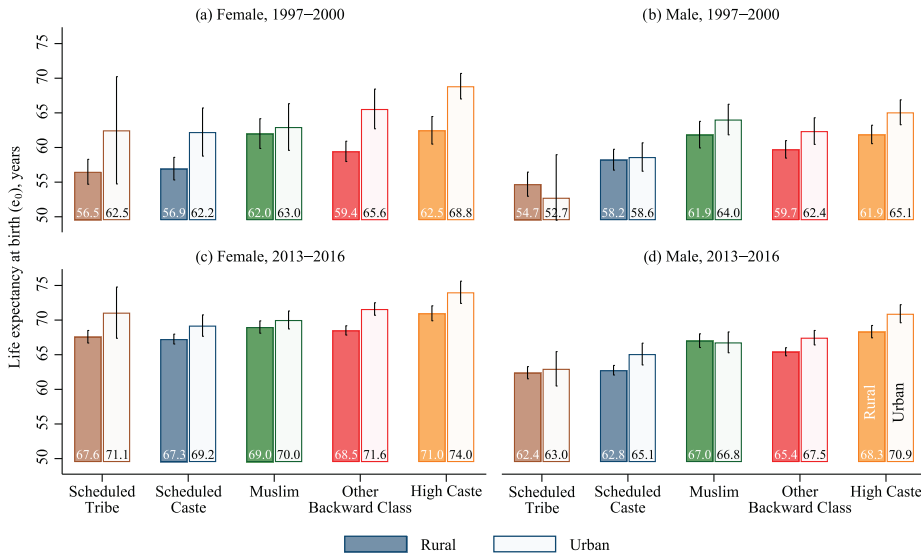 (a) Female, 1997–2000
(b) Male, 1997–2000
Life expectancy at birth (e0), years
75
70
65
60
55
50
56.5 62.5 56.9 62.2 62.0 63.0 59.4 65.6 62.5 68.8
54.7 52.7 58.2 58.6 61.9 64.0 59.7 62.4 61.9 65.1
(c) Female, 2013–2016
(d) Male, 2013–2016
75
70
65
60
55
50
67.6 71.1 67.3 69.2 69.0 70.0 68.5 71.6 71.0 74.0
62.4 63.0 62.8 65.1 67.0 66.8 65.4 67.5 68.3 70.9
Rural
Urban
Scheduled
Tribe
Scheduled
Caste
Muslim
Other
Backward Class
High Caste
Scheduled
Tribe
Scheduled
Caste
Muslim
Other
Backward Class
High Caste
Rural
Urban